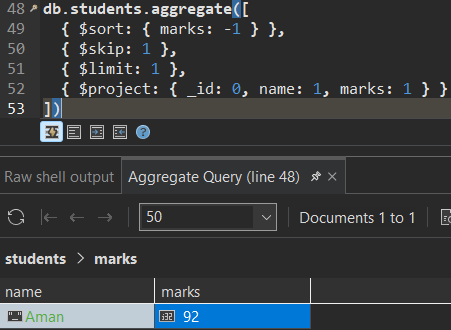 48 db.students.aggregate([
49 { $sort: { marks: -1 } },
50 { $skip: 1 },
51 { $limit: 1 },
52 { $project: { _id: 0, name: 1, marks: 1 } }
53 ])
Raw shell output Aggregate Query (line 48)
50 Documents 1 to 1
students > marks
name marks
Aman 92